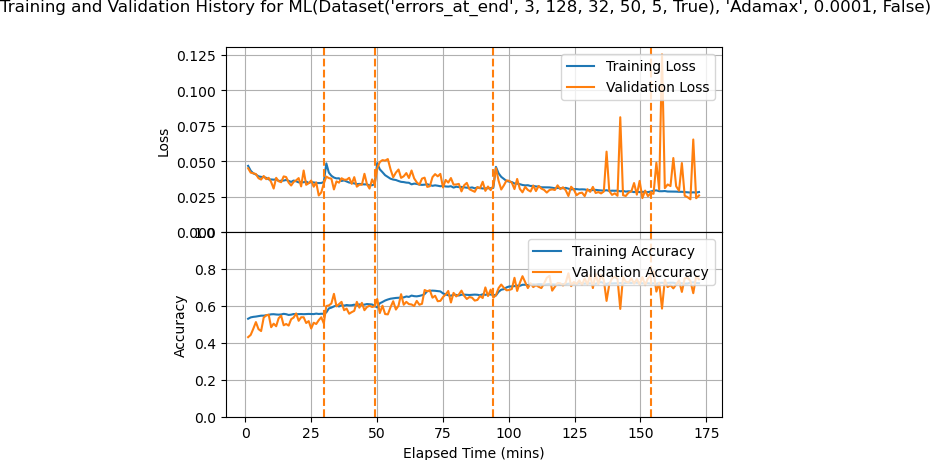 Training and Validation History for ML(Dataset('errors_at_end', 3, 128, 32, 50, 5, True), 'Adamax', 0.0001, False)
0.125
0.100
0.075
0.050
0.025
0.000
Loss
Training Loss
Validation Loss
1.0
0.8
0.6
0.4
0.2
0.0
Accuracy
Training Accuracy
Validation Accuracy
0 25 50 75 100 125 150 175
Elapsed Time (mins)